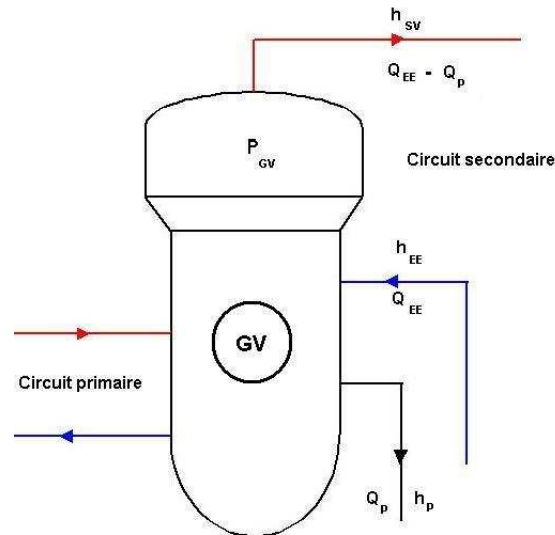 h SV
Q EE - Q p
P GV
Circuit secondaire
h EE
Q EE
GV
Circuit primaire
Q p h p